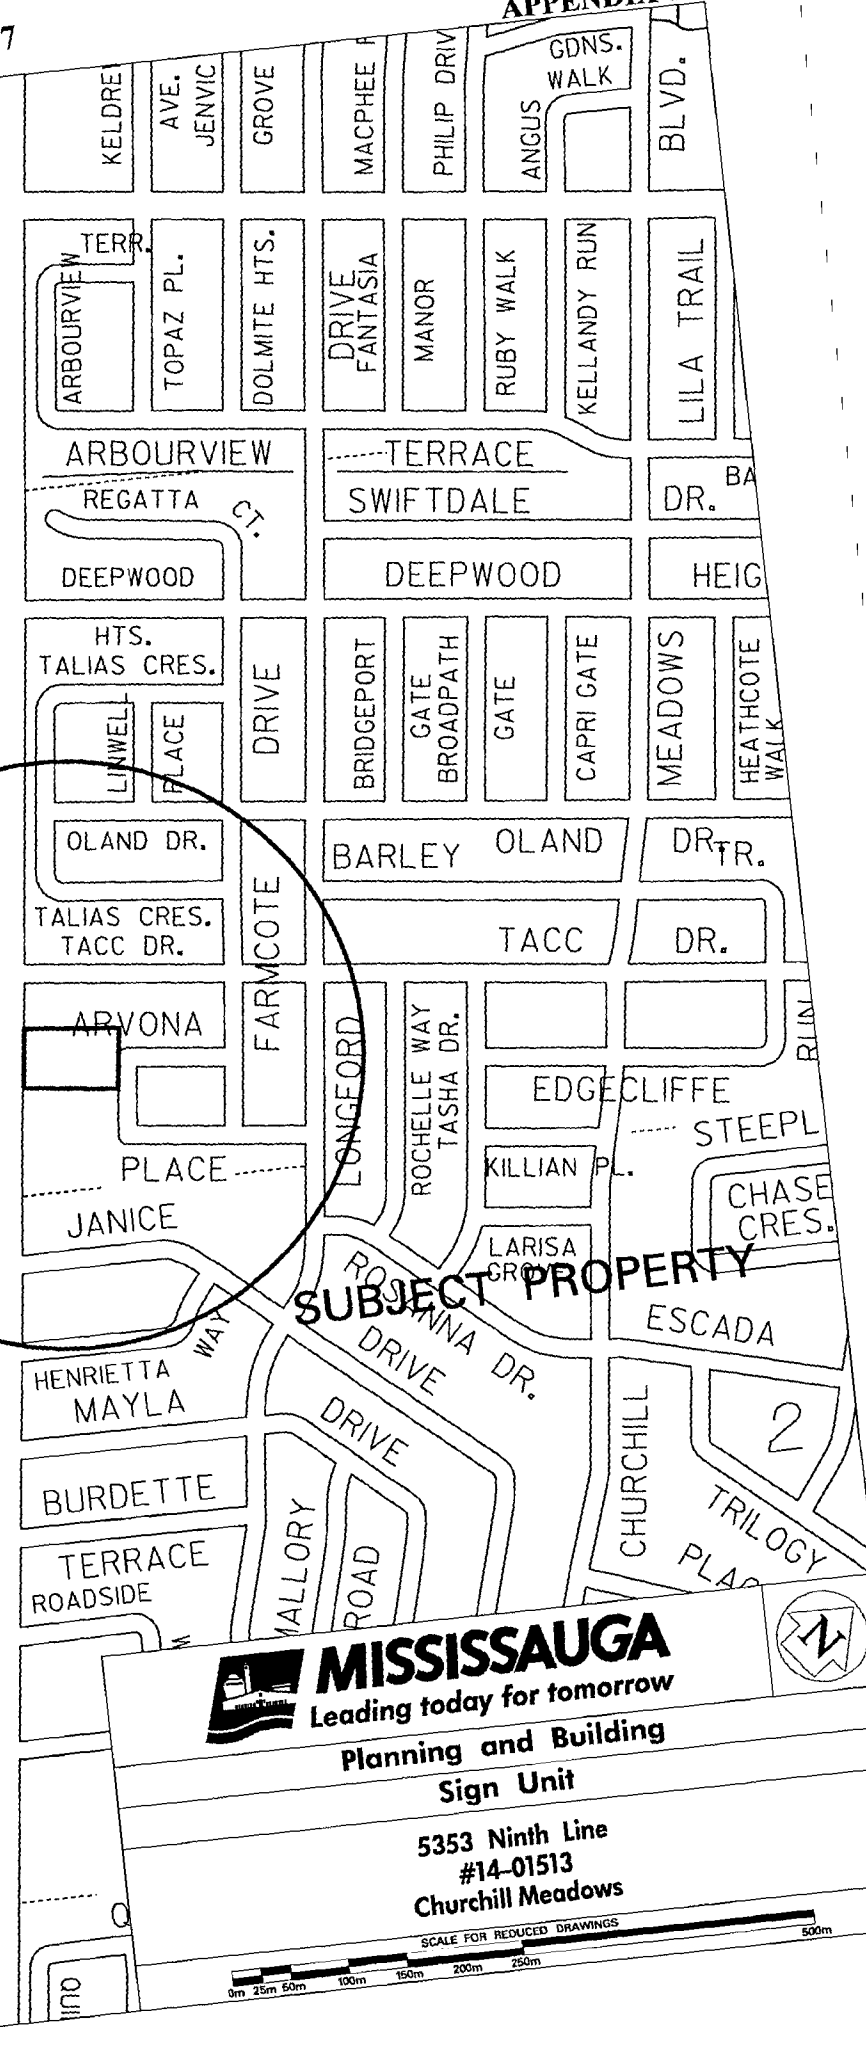 7
APPENDIX
GDNS.
WALK
AVE.
JENVIC
GROVE
MACPHEE
PHILIP DRIV
ANGUS
BLVD.
TERR.
ARBOURVIEW
TOPAZ PL.
DOLMITE HTS.
DRIVE
FANTASIA
MANOR
RUBY WALK
KELLANDY RUN
LILA TRAIL
ARBOURVIEW
TERRACE
REGATTA
CT.
SWIFTDALE
DR.
BA
DEEPWOOD
DEEPWOOD
HEIG
HTS.
TALIAS CRES.
LINWELL
PLACE
DRIVE
BRIDGEPORT
GATE
BROADPATH
GATE
CAPRI GATE
MEADOWS
HEATHCOTE
WALK
OLAND DR.
BARLEY
OLAND
DR.
TR.
TALIAS CRES.
TACC DR.
FARMCOTE
TACC
DR.
ARVONA
LONGFORD
ROCHELLE WAY
TASHA DR.
RUN
EDGECLIFFE
STEEPL
PLACE
KILLIAN PL.
CHASE
CRES.
JANICE
LARISA
GROVE
SUBJECT PROPERTY
ROSANNA DR.
ESCADA
WAY
DRIVE
HENRIETTA
MAYLA
DRIVE
CHURCHILL
2
BURDETTE
TRILOGY
TERRACE
ROADSIDE
MALLORY
ROAD
N
MISSISSAUGA
Leading today for tomorrow
Planning and Building
Sign Unit
5353 Ninth Line
#14-01513
Churchill Meadows
SCALE FOR REDUCED DRAWINGS
0m 25m 50m 100m 150m 200m 250m 500m
Q
QUI